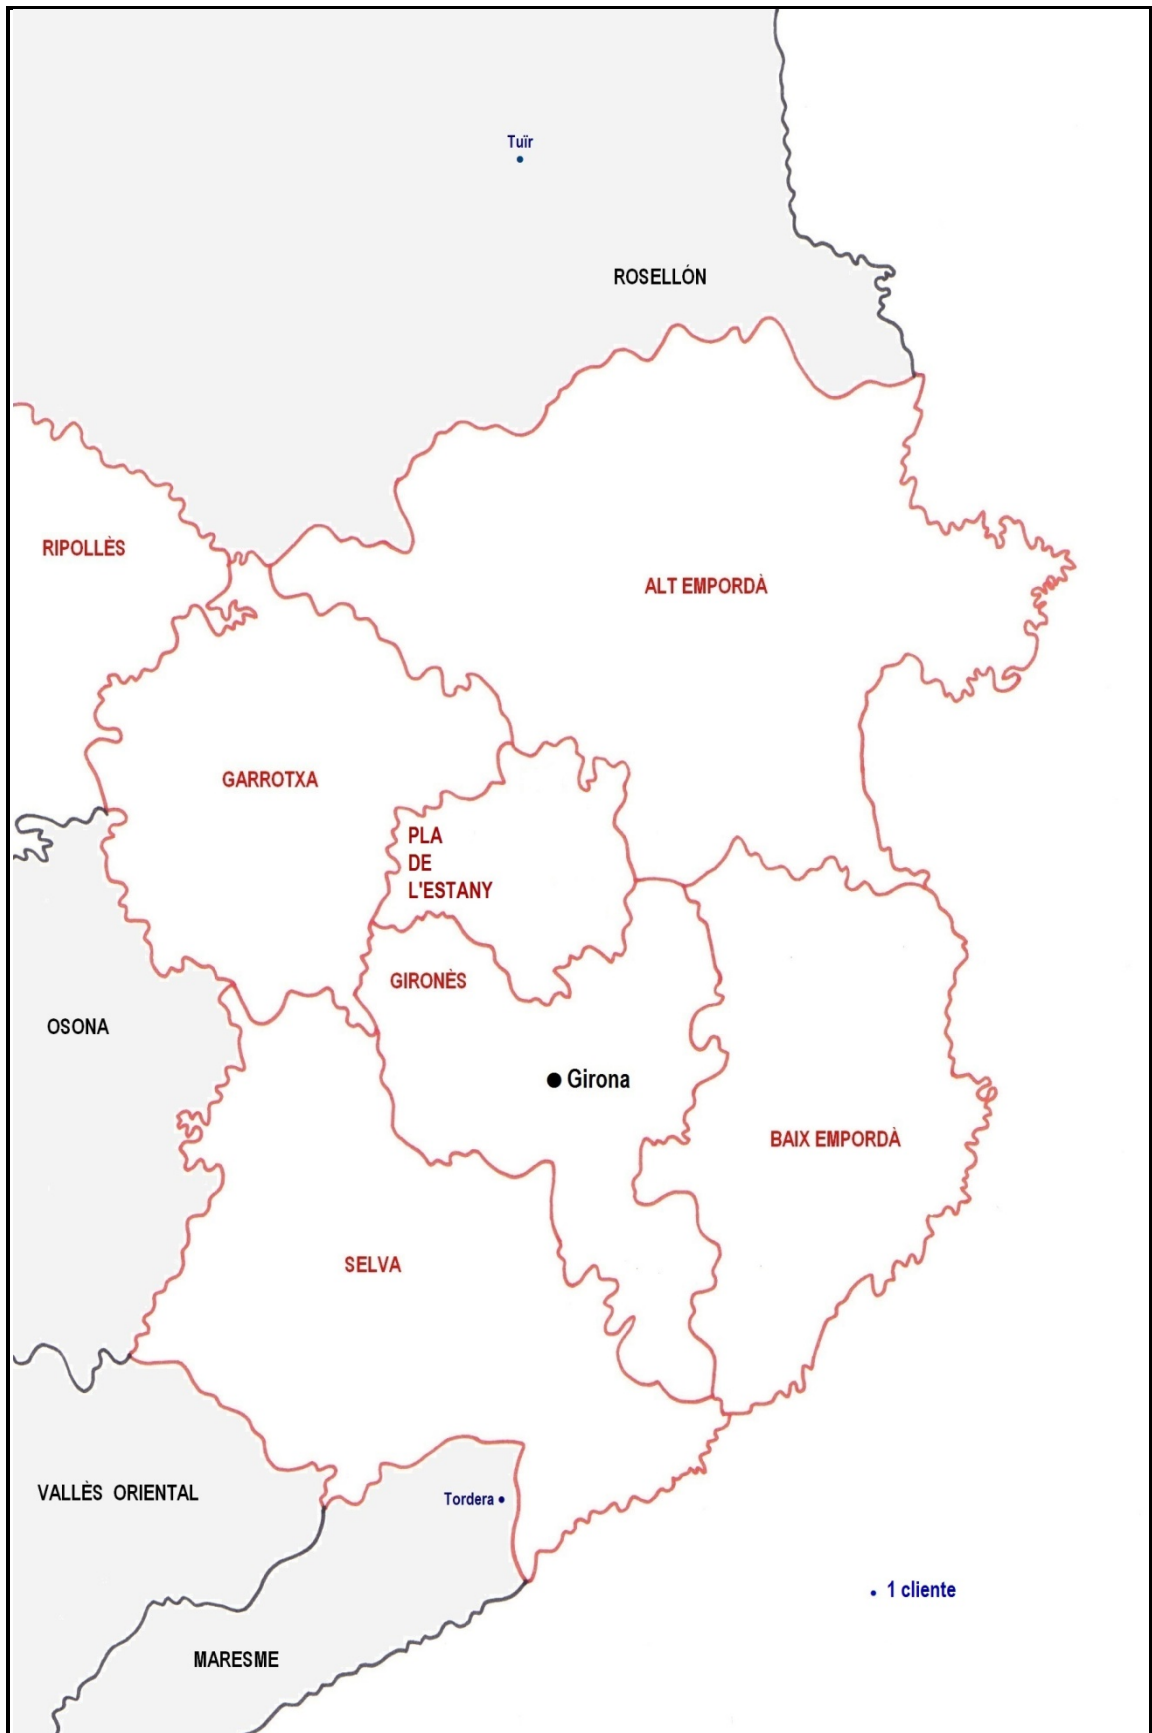 Tuïr
ROSELLÓN
RIPOLLÈS
ALT EMPORDÀ
GARROTXA
PLA
DE
L'ESTANY
GIRONÈS
OSONA
Girona
BAIX EMPORDÀ
SELVA
VALLÈS ORIENTAL
Tordera
1 cliente
MARESME